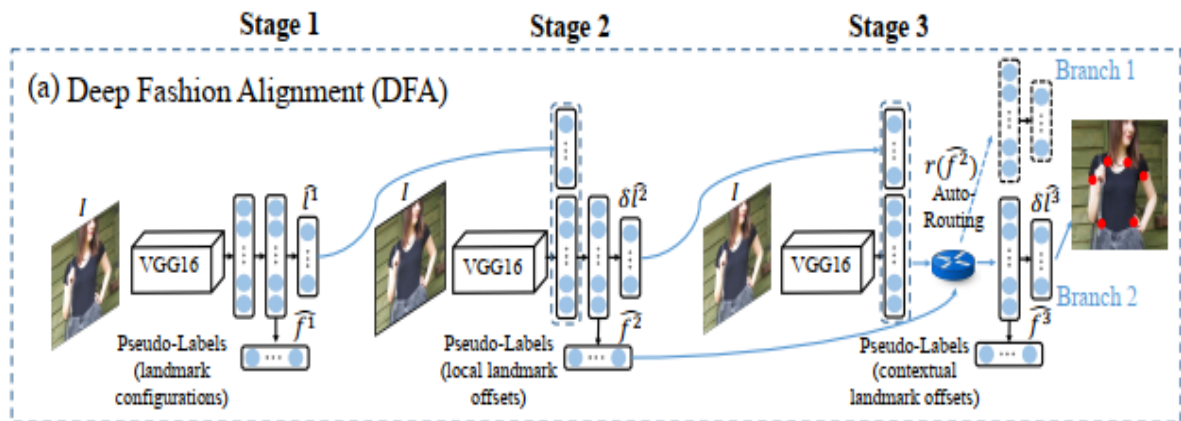 Stage 1
Stage 2
Stage 3
(a) Deep Fashion Alignment (DFA)
Branch 1
I
VGG16
l̂¹
f̂¹
Pseudo-Labels
(landmark
configurations)
I
VGG16
δl̂²
f̂²
Pseudo-Labels
(local landmark
offsets)
I
VGG16
r(f̂²)
Auto-
Routing
δl̂³
Branch 2
f̂³
Pseudo-Labels
(contextual
landmark offsets)